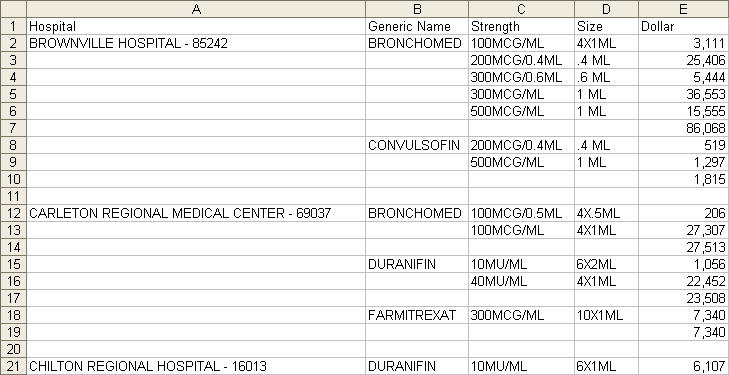 A B C D E
1 Hospital Generic Name Strength Size Dollar
2 BROWNVILLE HOSPITAL - 85242 BRONCHOMED 100MCG/ML 4X1ML 3,111
3 200MCG/0.4ML .4 ML 25,406
4 300MCG/0.6ML .6 ML 5,444
5 300MCG/ML 1 ML 36,553
6 500MCG/ML 1 ML 15,555
7 86,068
8 CONVULSOFIN 200MCG/0.4ML .4 ML 519
9 500MCG/ML 1 ML 1,297
10 1,815
11
12 CARLETON REGIONAL MEDICAL CENTER - 69037 BRONCHOMED 100MCG/0.5ML 4X.5ML 206
13 100MCG/ML 4X1ML 27,307
14 27,513
15 DURANIFIN 10MU/ML 6X2ML 1,056
16 40MU/ML 4X1ML 22,452
17 23,508
18 FARMITREXAT 300MCG/ML 10X1ML 7,340
19 7,340
20
21 CHILTON REGIONAL HOSPITAL - 16013 DURANIFIN 10MU/ML 6X1ML 6,107